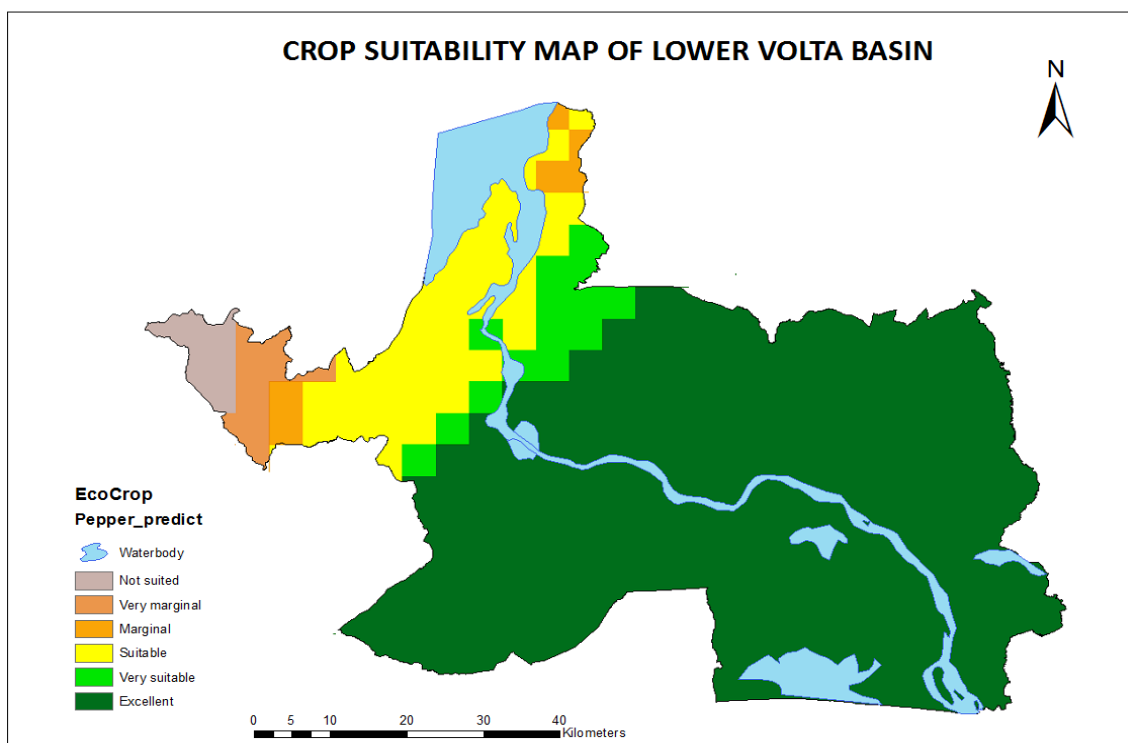 CROP SUITABILITY MAP OF LOWER VOLTA BASIN
N
EcoCrop
Pepper_predict
Waterbody
Not suited
Very marginal
Marginal
Suitable
Very suitable
Excellent
0 5 10 20 30 40
Kilometers